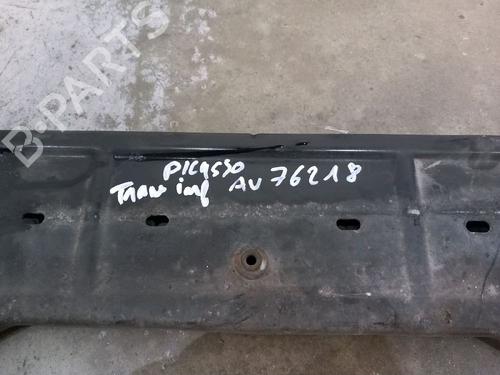 B-PARTS
PICASSO
Trav inf AV 76218